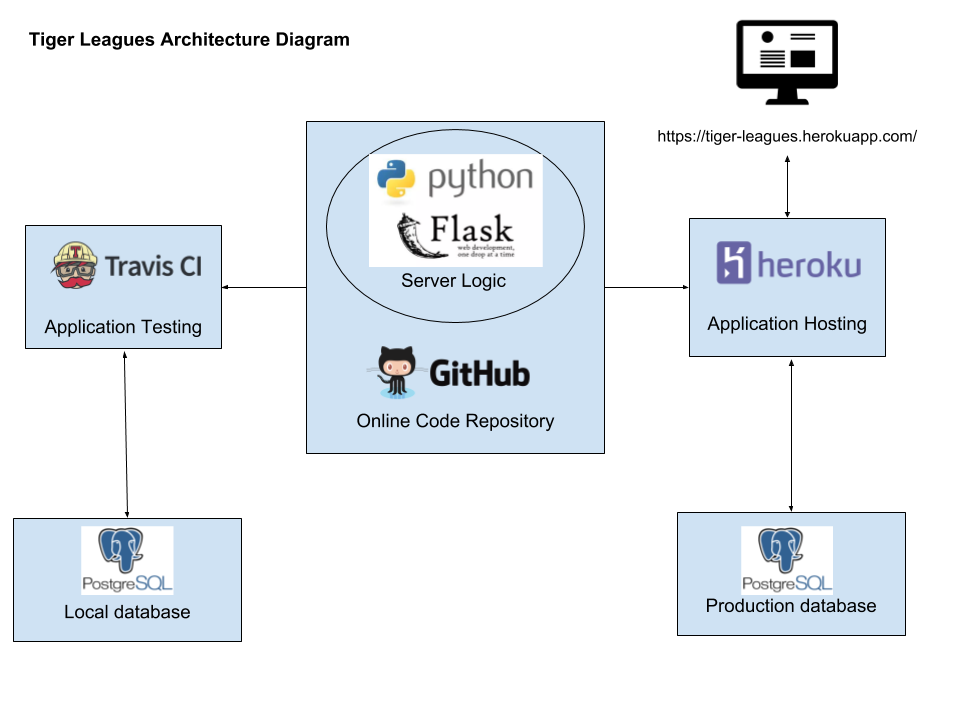 Tiger Leagues Architecture Diagram
https://tiger-leagues.herokuapp.com/
python
Flask
web development,
one drop at a time
Server Logic
T
Travis CI
Application Testing
heroku
Application Hosting
GitHub
Online Code Repository
PostgreSQL
Local database
PostgreSQL
Production database